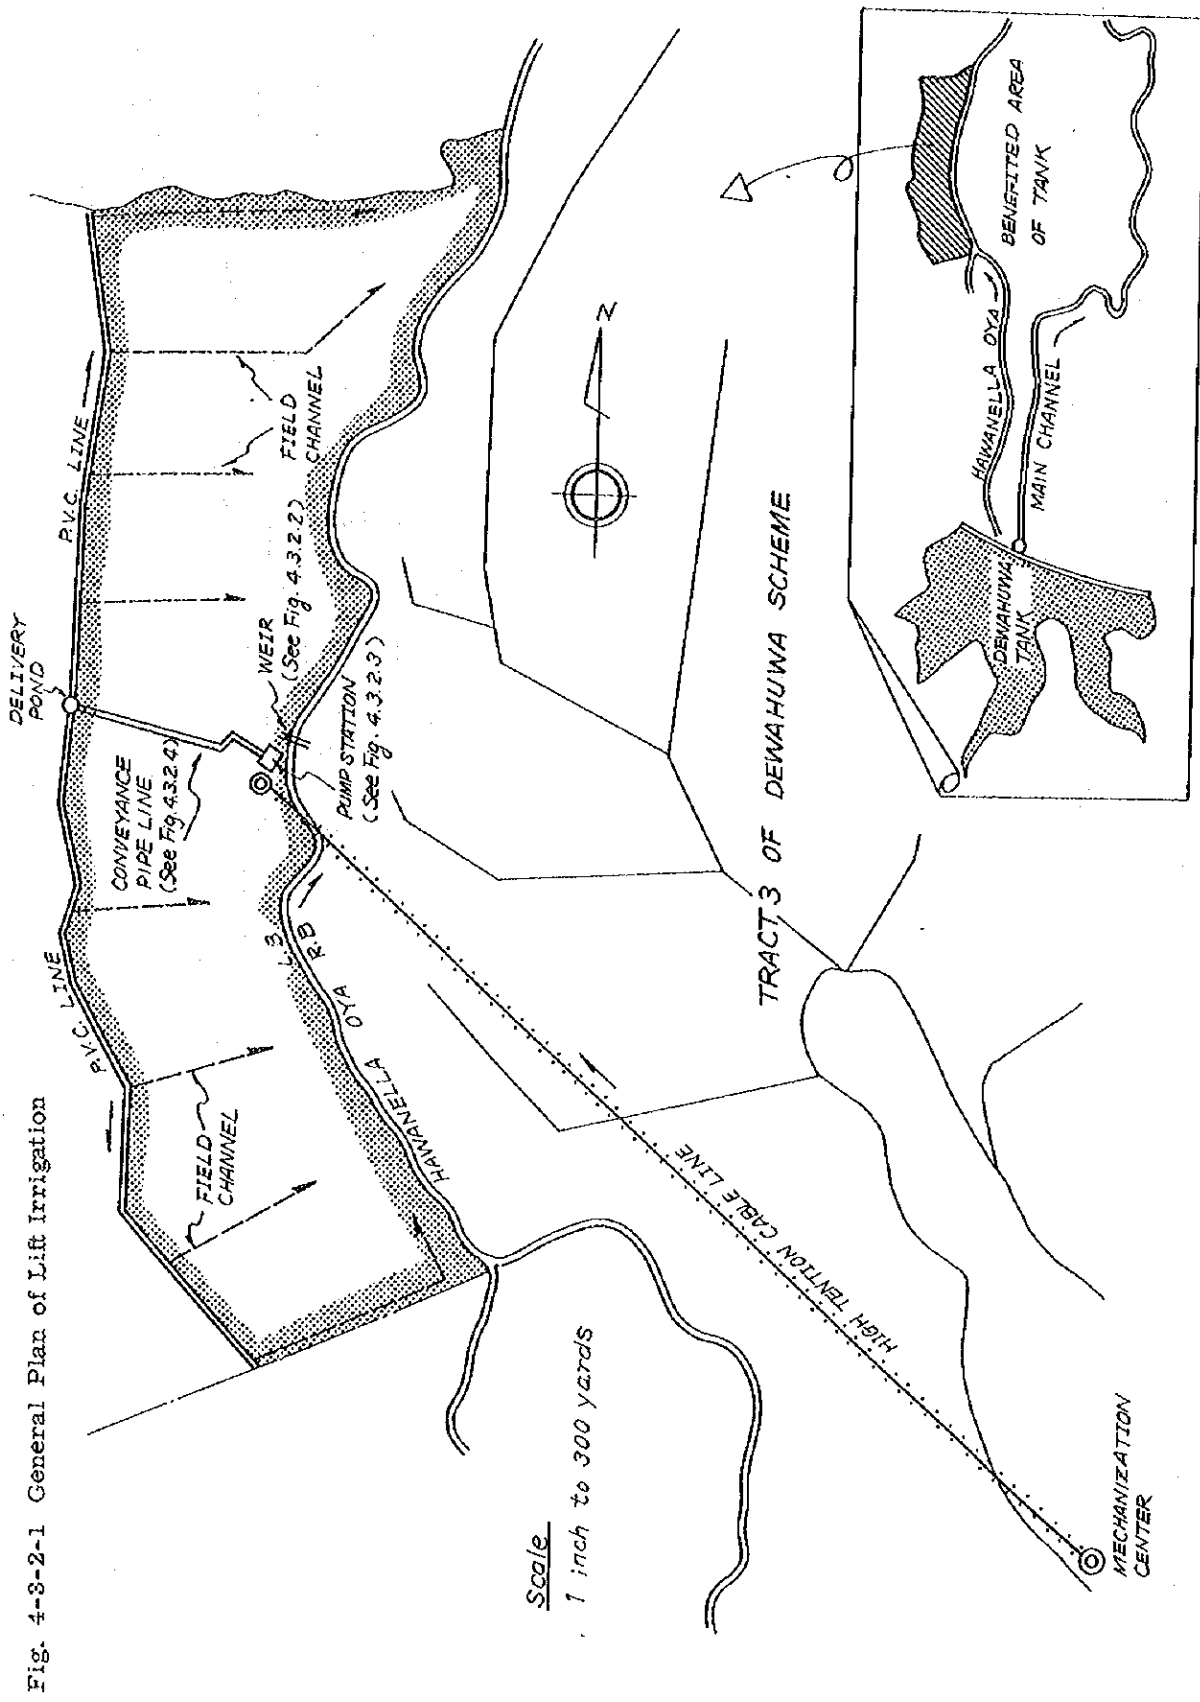 Fig. 4-3-2-1 General Plan of Lift Irrigation
DELIVERY
POND
P.V.C. LINE
P.V.C. LINE
CONVEYANCE
PIPE LINE
(See Fig. 4.3.2.4)
FIELD
CHANNEL
FIELD
CHANNEL
WEIR
(See Fig. 4.3.2.2)
PUMP STATION
(See Fig. 4.3.2.3)
L.B
R.B
HAWANELLA OYA
N
HIGH TENTION CABLE LINE
TRACT 3 OF DEWAHUWA SCHEME
Scale
1 inch to 300 yards
MECHANIZATION
CENTER
DEWAHUWA
TANK
HAWANELLA OYA
MAIN CHANNEL
BENEFITED AREA
OF TANK